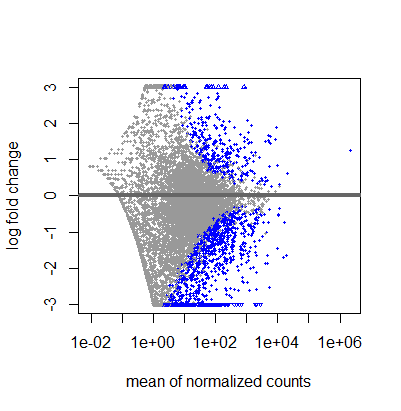 log fold change
3
2
1
0
-1
-2
-3
1e-02
1e+00
1e+02
1e+04
1e+06
mean of normalized counts